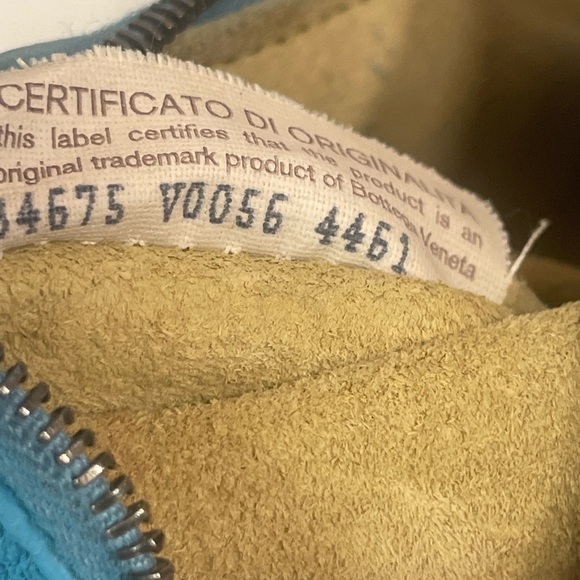 CERTIFICATO DI ORIGINALITA
this label certifies that the product is an
original trademark product of Bottega Veneta
34675 V0056 4461